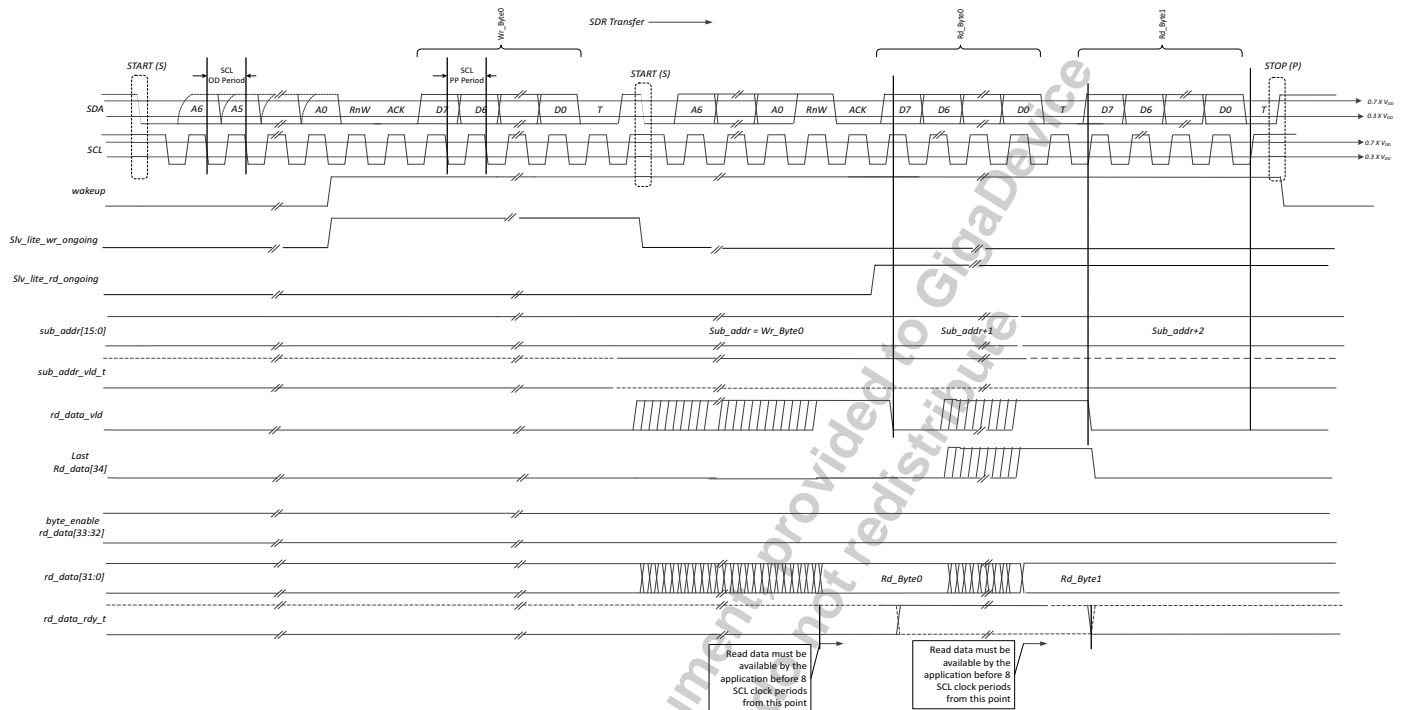 SDR Transfer
Wr_Byte0
Rd_Byte0
Rd_Byte1
START (S)
SCL
OD Period
SCL
PP Period
START (S)
STOP (P)
SDA
A6 A5 A0 RnW ACK D7 D6 D0 T A6 A0 RnW ACK D7 D6 D0 T D7 D6 D0 T
0.7 X VDD
0.3 X VDD
SCL
0.7 X VDD
0.3 X VDD
wakeup
Slv_lite_wr_ongoing
Slv_lite_rd_ongoing
sub_addr[15:0] Sub_addr = Wr_Byte0 Sub_addr+1 Sub_addr+2
sub_addr_vld_t
rd_data_vld
Last
Rd_data[34]
byte_enable
rd_data[33:32]
rd_data[31:0] Rd_Byte0 Rd_Byte1
rd_data_rdy_t
Read data must be
available by the
application before 8
SCL clock periods
from this point
Read data must be
available by the
application before 8
SCL clock periods
from this point
ument provided to GigaDevice
do not redistribute